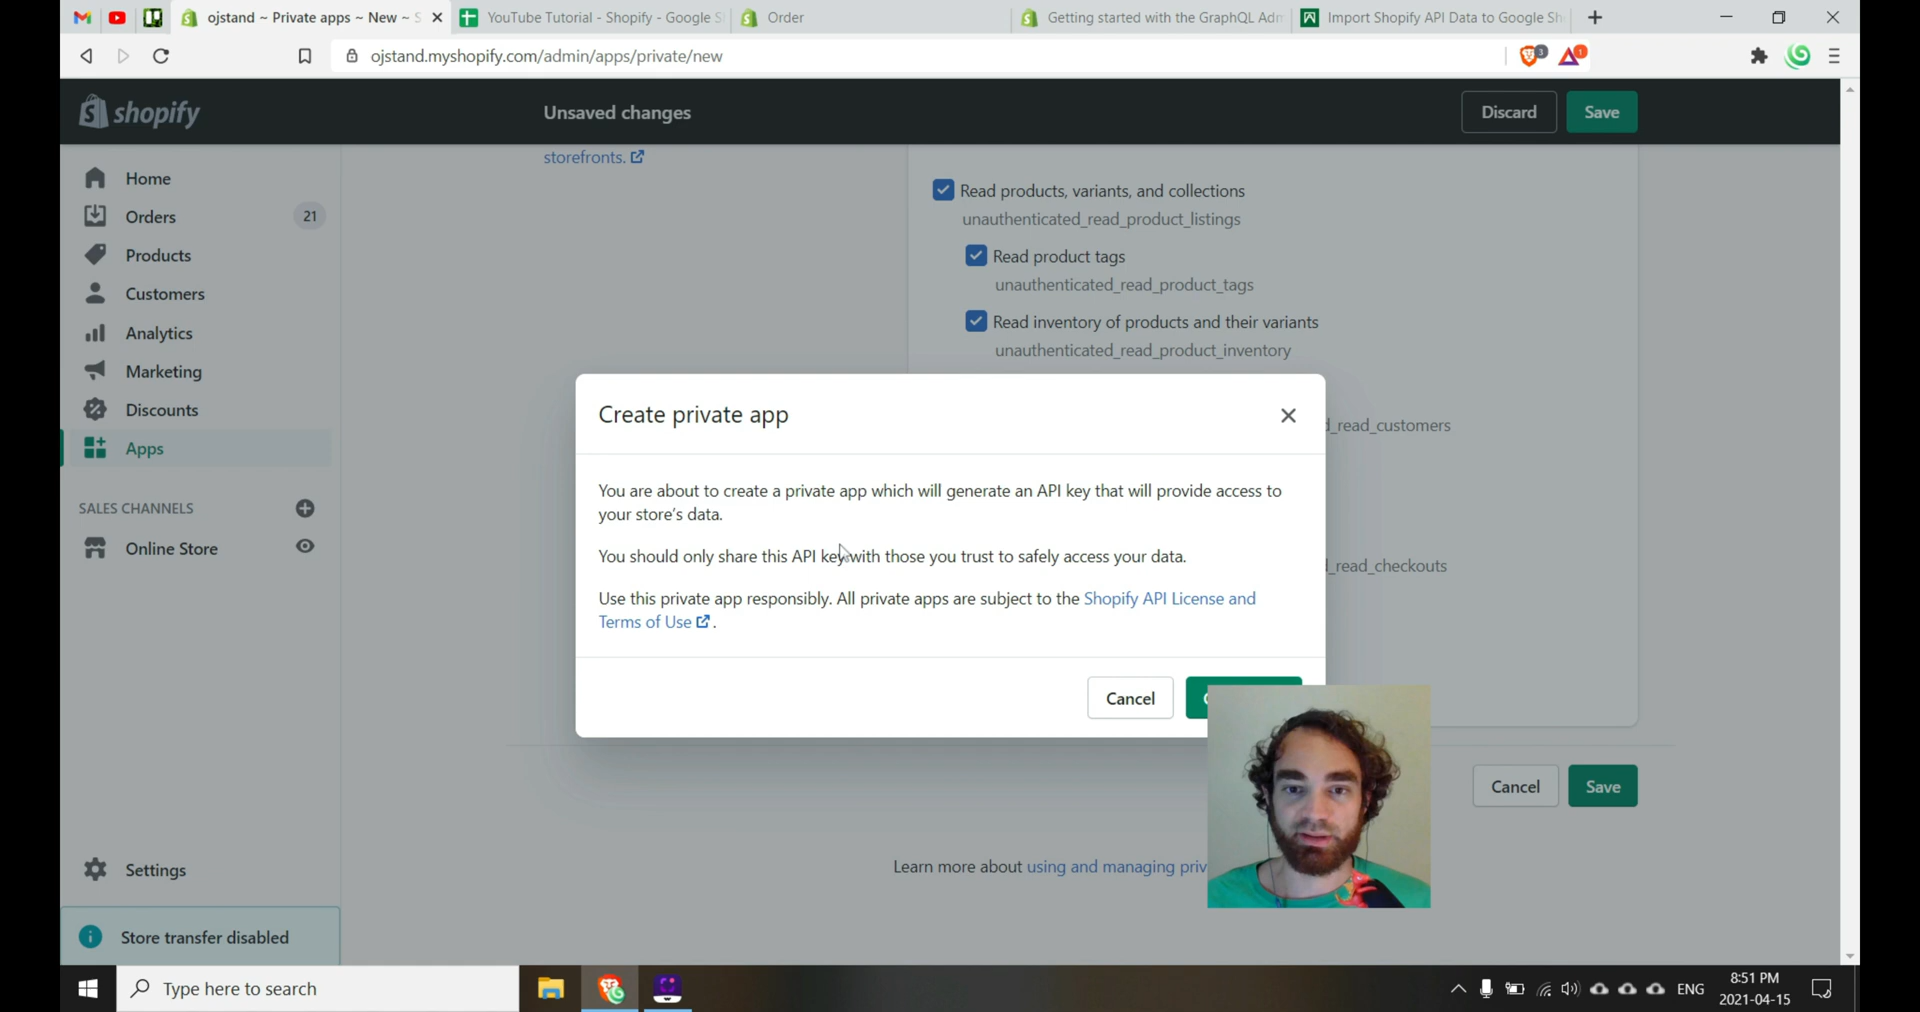 ojstand ~ Private apps ~ New ~ S
YouTube Tutorial - Shopify - Google S
Order
Getting started with the GraphQL Adm
Import Shopify API Data to Google Sh
ojstand.myshopify.com/admin/apps/private/new
3
1
shopify
Unsaved changes
Discard
Save
Home
Orders
21
Products
Customers
Analytics
Marketing
Discounts
Apps
SALES CHANNELS
Online Store
Settings
Store transfer disabled
storefronts.
Read products, variants, and collections
unauthenticated_read_product_listings
Read product tags
unauthenticated_read_product_tags
Read inventory of products and their variants
unauthenticated_read_product_inventory
d_read_customers
d_read_checkouts
Create private app
You are about to create a private app which will generate an API key that will provide access to
your store's data.
You should only share this API key with those you trust to safely access your data.
Use this private app responsibly. All private apps are subject to the Shopify API License and
Terms of Use .
Cancel
Cancel
Save
Learn more about using and managing priv
Type here to search
ENG
8:51 PM
2021-04-15